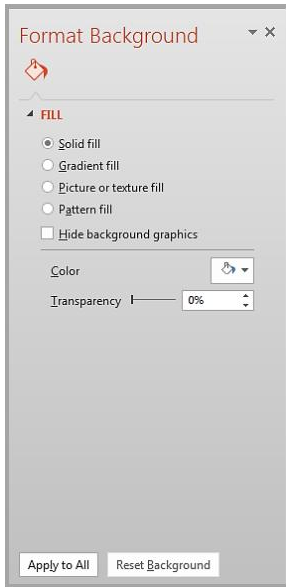 Format Background
FILL
Solid fill
Gradient fill
Picture or texture fill
Pattern fill
Hide background graphics
Color
Transparency 0%
Apply to All Reset Background